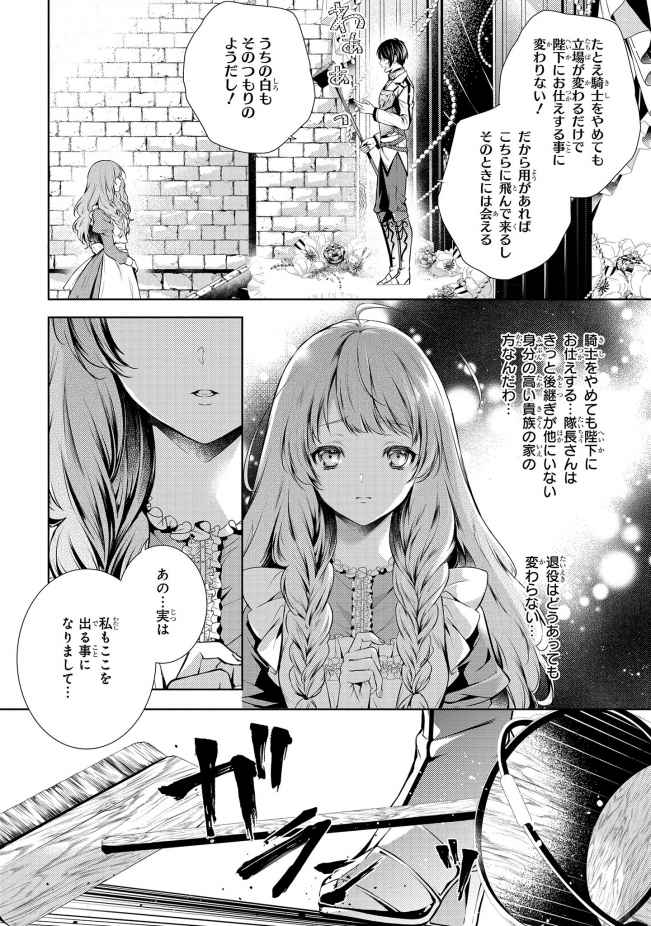 たとえ騎士をやめても
立場が変わるだけで
陛下にお仕えする事に
変わりない！
だから用があれば
こちらに飛んで来るし
そのときには会える
うちの白も
そのつもりの
ようだし！
わあ
わあ
騎士をやめても陛下に
お仕えする…隊長さんは
きっと後継ぎが他にいない
身分の高い貴族の家の
方なんだわ…
退役はどうあっても
変わらない…
あの…実は
私もここを
出る事に
なりまして…
ガッ